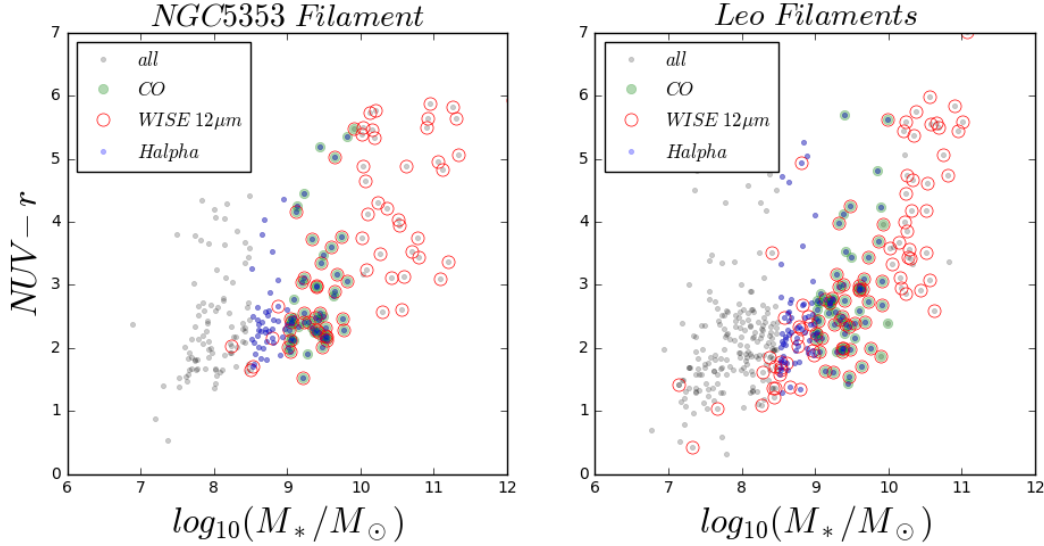 NGC5353 Filament
Leo Filaments
7
6
5
4
3
2
1
0
NUV − r
all
CO
WISE 12μm
Halpha
6 7 8 9 10 11 12
log10(M*/M⊙)
7
6
5
4
3
2
1
0
all
CO
WISE 12μm
Halpha
6 7 8 9 10 11 12
log10(M*/M⊙)